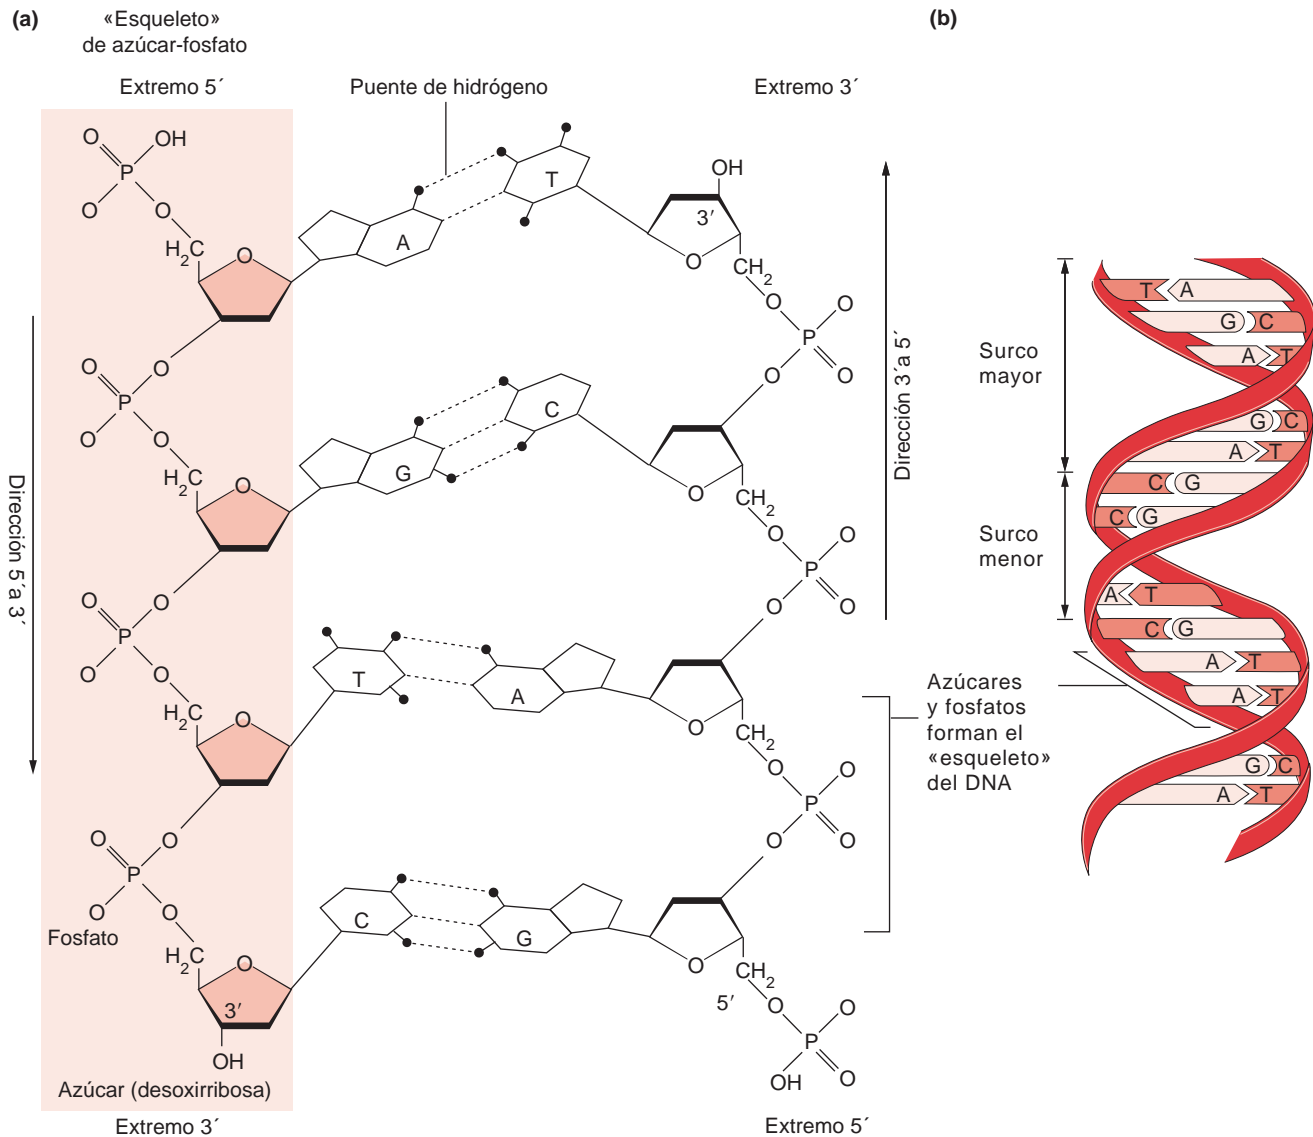 (a)
«Esqueleto»
de azúcar-fosfato
Extremo 5´
Puente de hidrógeno
Extremo 3´
O
OH
P
O
O
H2C
O
A
T
OH
3′
O
CH2
O
O
P
O
O
Dirección 3´a 5´
O
P
O
O
H2C
O
G
C
O
CH2
O
O
P
O
O
Dirección 5´a 3´
O
P
O
O
H2C
O
T
A
O
CH2
O
O
P
O
O
O
P
O
O
Fosfato
H2C
O
3′
OH
C
G
O
5′
CH2
O
O
P
O
OH
Azúcar (desoxirribosa)
Extremo 3´
Extremo 5´
(b)
Surco
mayor
Surco
menor
Azúcares
y fosfatos
forman el
«esqueleto»
del DNA
T A
G C
A T
G C
A T
C G
C G
A T
C G
A T
A T
G C
A T